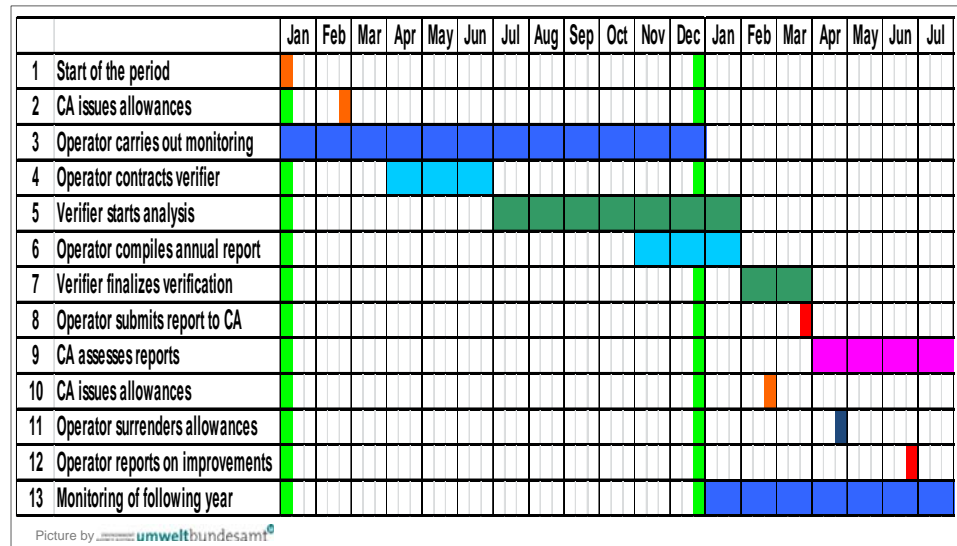 Jan Feb Mar Apr May Jun Jul Aug Sep Oct Nov Dec Jan Feb Mar Apr May Jun Jul
1 Start of the period
2 CA issues allowances
3 Operator carries out monitoring
4 Operator contracts verifier
5 Verifier starts analysis
6 Operator compiles annual report
7 Verifier finalizes verification
8 Operator submits report to CA
9 CA assesses reports
10 CA issues allowances
11 Operator surrenders allowances
12 Operator reports on improvements
13 Monitoring of following year
Picture by umweltbundesamt